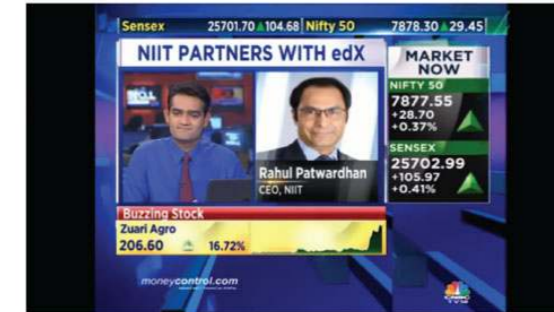 Sensex 25701.70 104.68 Nifty 50 7878.30 29.45
NIIT PARTNERS WITH edX
MARKET
NOW
NIFTY 50
7877.55
+28.70
+0.37%
SENSEX
25702.99
+105.97
+0.41%
Rahul Patwardhan
CEO, NIIT
Buzzing Stock
Zuari Agro
206.60 16.72%
moneycontrol.com
CNBC